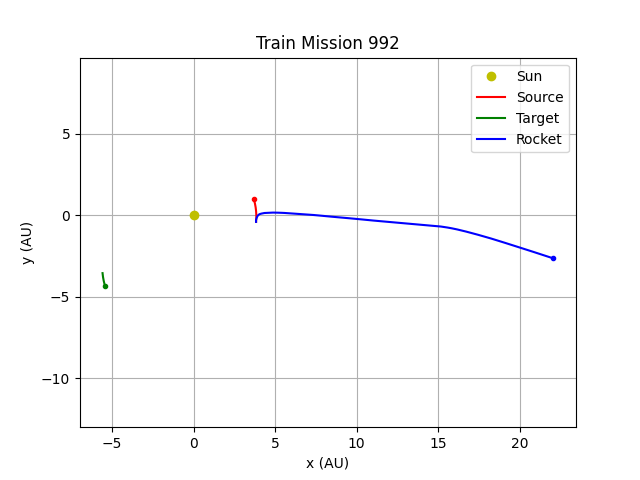 Train Mission 992
Sun
Source
Target
Rocket
y (AU)
5
0
−5
−10
−5
0
5
10
15
20
x (AU)